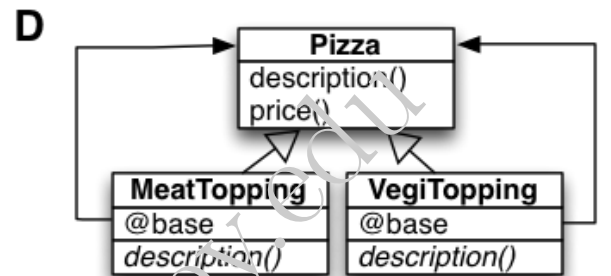 D
Pizza
description()
price()
MeatTopping
@base
description()
VegiTopping
@base
description()